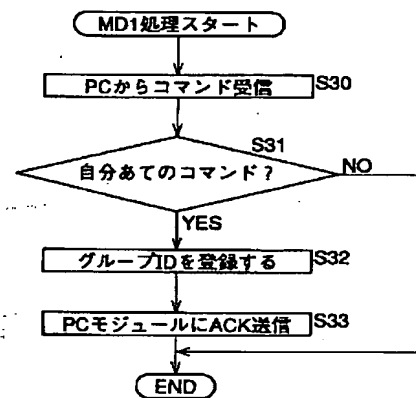 MD1処理スタート
PCからコマンド受信 S30
S31
自分あてのコマンド? NO
YES
グループIDを登録する S32
PCモジュールにACK送信 S33
END